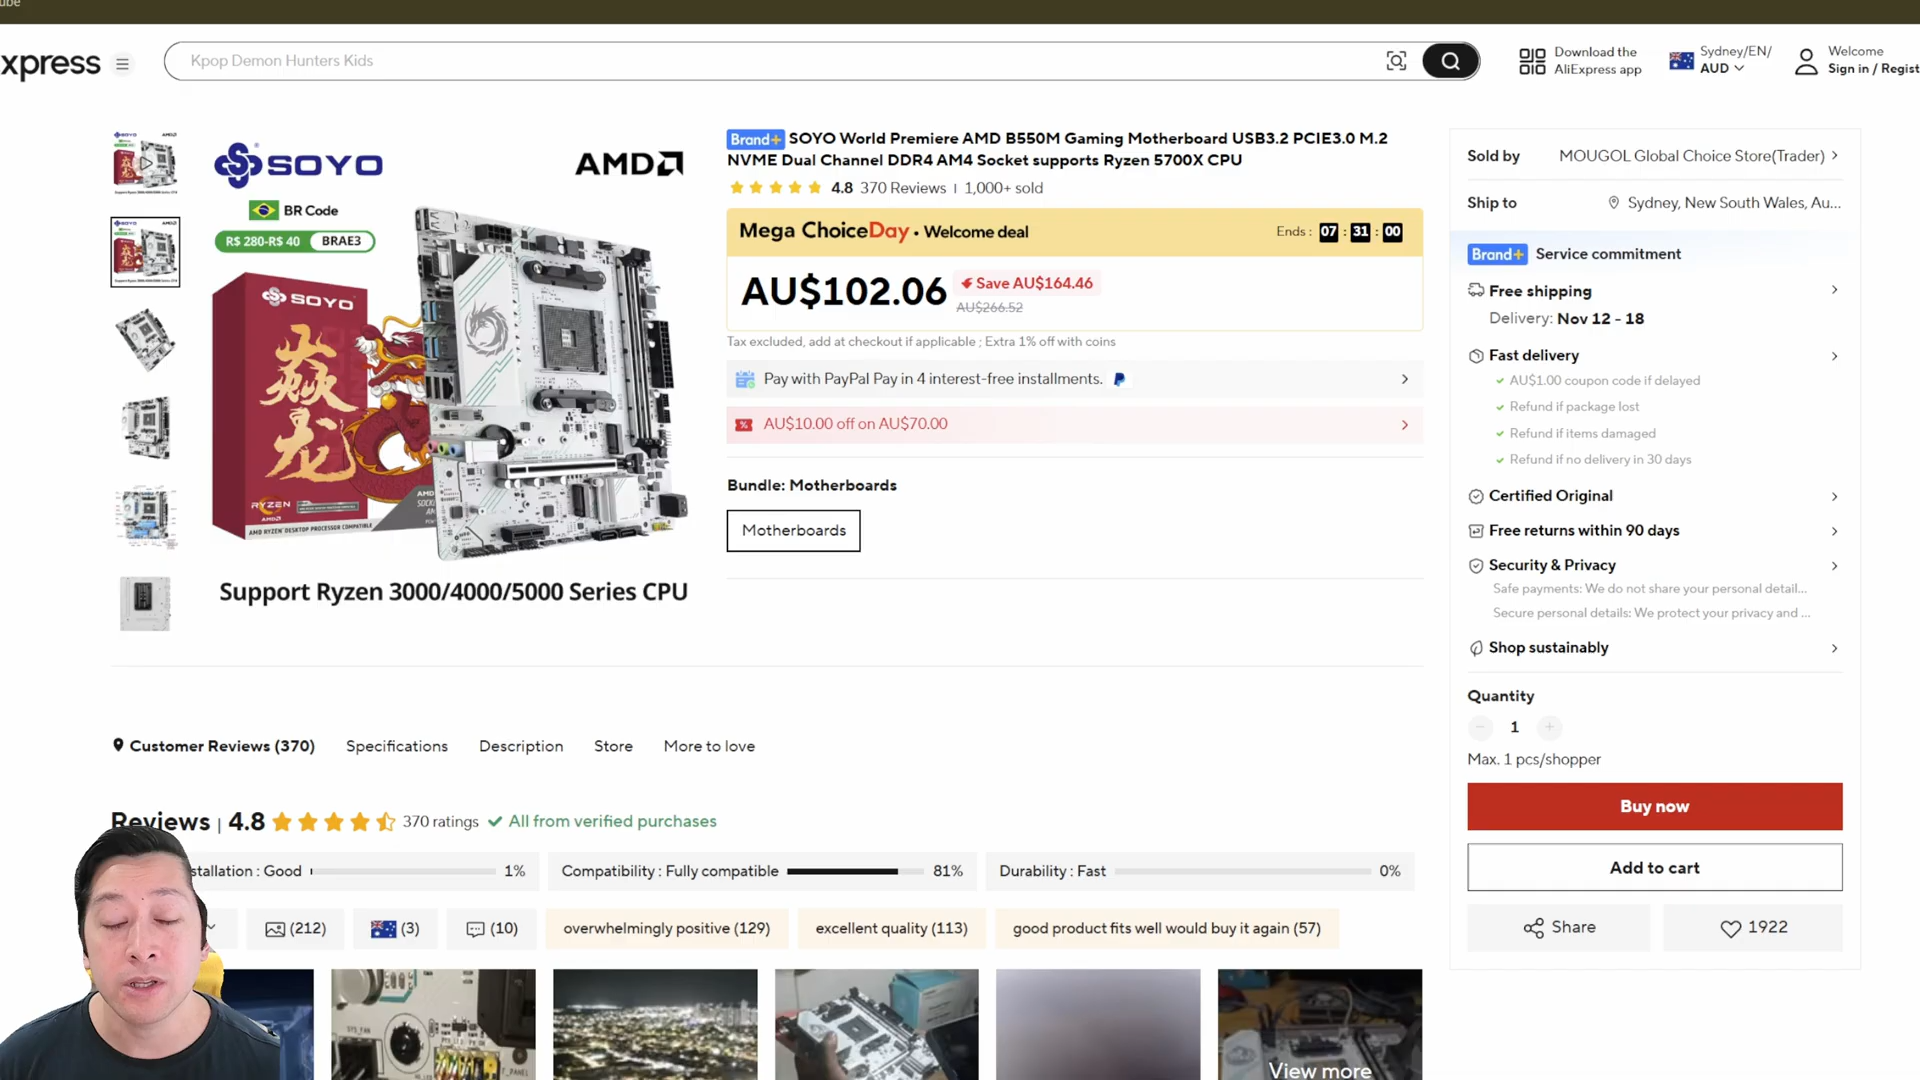 xpress
Kpop Demon Hunters Kids
Download the
AliExpress app
Sydney/EN/
AUD
Welcome
Sign in / Regist
SOYO
AMD
BR Code
R$ 280-R$ 40 BRAE3
SOYO
焱
龙
RYZEN
AMD RYZEN DESKTOP PROCESSOR COMPATIBLE
Support Ryzen 3000/4000/5000 Series CPU
Brand+ SOYO World Premiere AMD B550M Gaming Motherboard USB3.2 PCIE3.0 M.2
NVME Dual Channel DDR4 AM4 Socket supports Ryzen 5700X CPU
4.8 370 Reviews | 1,000+ sold
Mega ChoiceDay • Welcome deal
Ends : 07 : 31 : 00
AU$102.06
Save AU$164.46
AU$266.52
Tax excluded, add at checkout if applicable ; Extra 1% off with coins
Pay with PayPal Pay in 4 interest-free installments.
AU$10.00 off on AU$70.00
Bundle: Motherboards
Motherboards
Sold by MOUGOL Global Choice Store(Trader)
Ship to Sydney, New South Wales, Au...
Brand+ Service commitment
Free shipping
Delivery: Nov 12 - 18
Fast delivery
AU$1.00 coupon code if delayed
Refund if package lost
Refund if items damaged
Refund if no delivery in 30 days
Certified Original
Free returns within 90 days
Security & Privacy
Safe payments: We do not share your personal detail...
Secure personal details: We protect your privacy and ...
Shop sustainably
Quantity
1
Max. 1 pcs/shopper
Buy now
Add to cart
Share
1922
Customer Reviews (370) Specifications Description Store More to love
Reviews | 4.8 370 ratings All from verified purchases
stallation : Good 1%
Compatibility : Fully compatible 81%
Durability : Fast 0%
(212)
(3)
(10)
overwhelmingly positive (129)
excellent quality (113)
good product fits well would buy it again (57)
View more